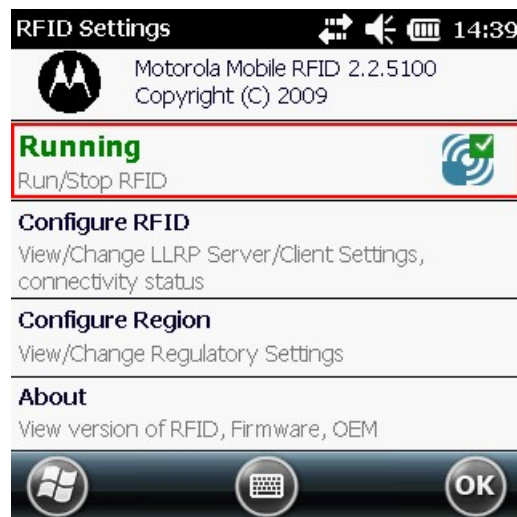 RFID Settings 14:39
Motorola Mobile RFID 2.2.5100
Copyright (C) 2009
Running
Run/Stop RFID
Configure RFID
View/Change LLRP Server/Client Settings,
connectivity status
Configure Region
View/Change Regulatory Settings
About
View version of RFID, Firmware, OEM
OK